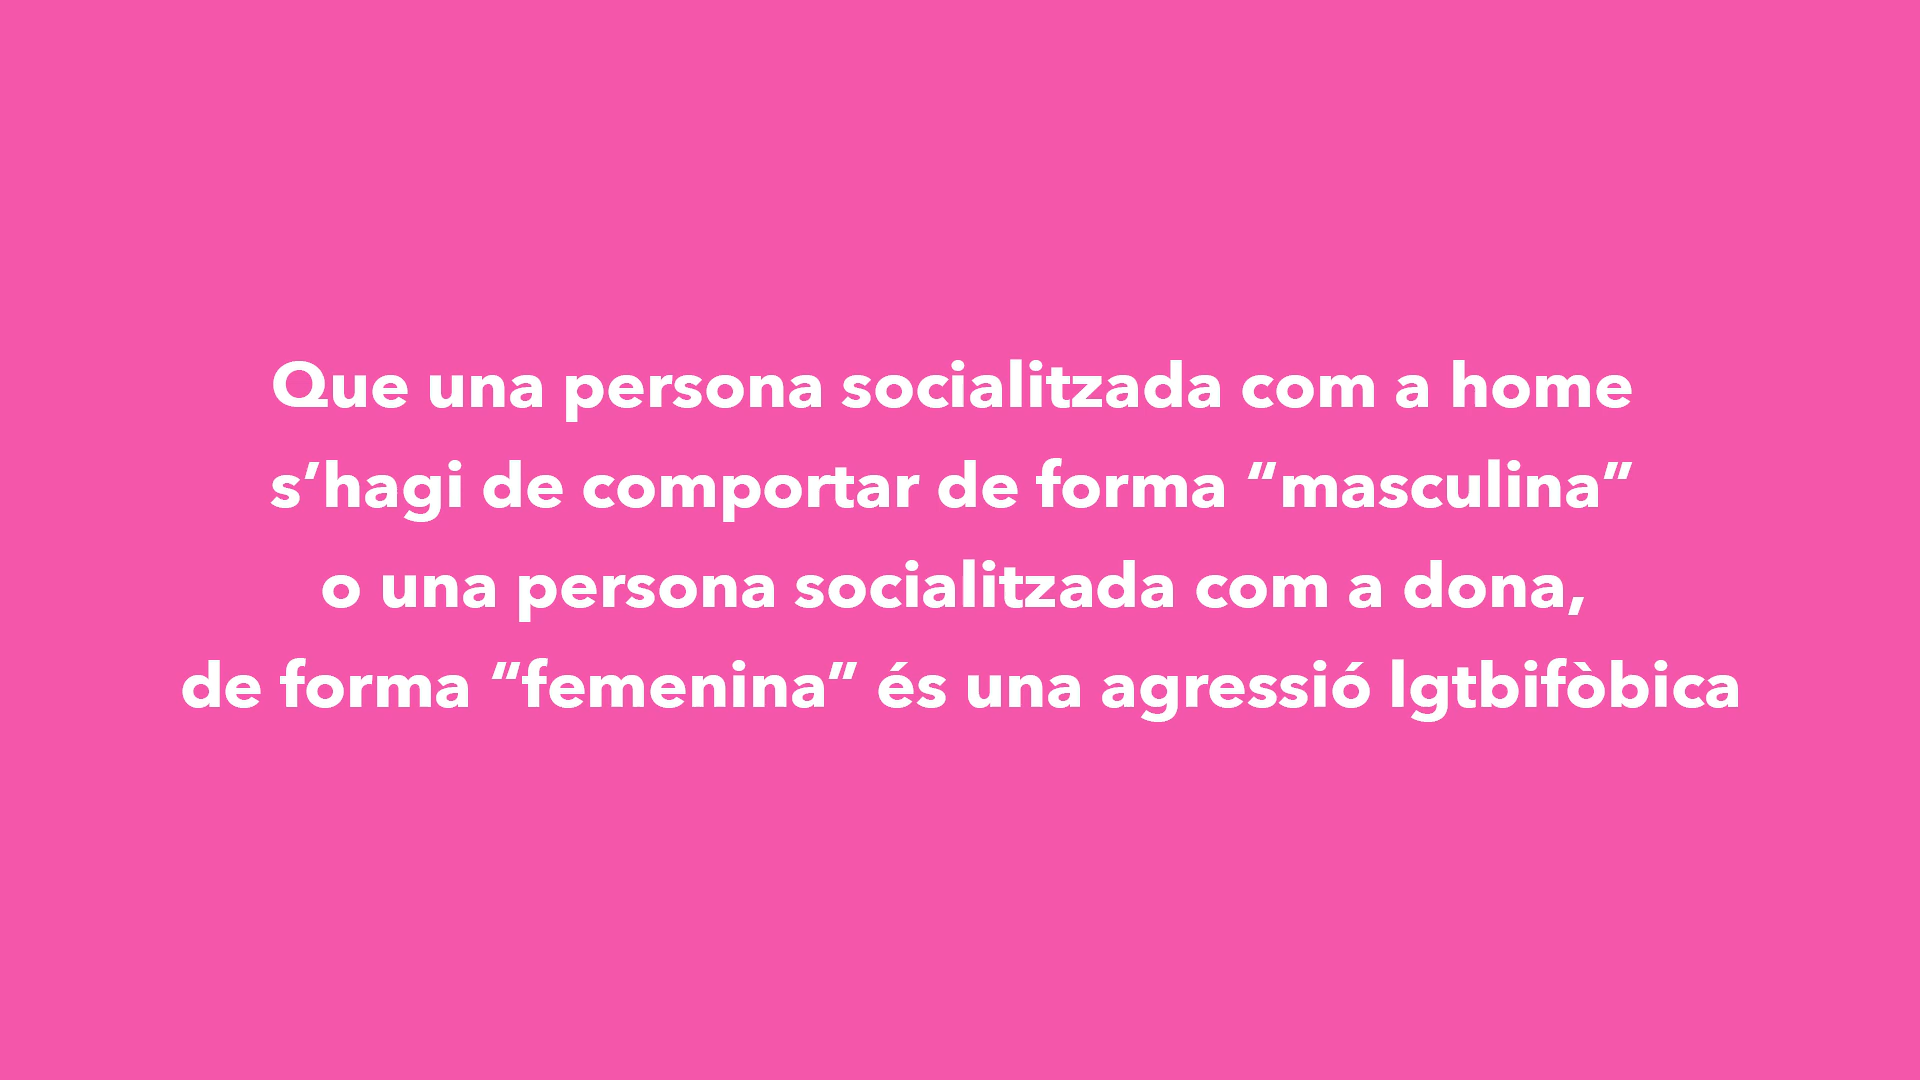 Que una persona socialitzada com a home
s’hagi de comportar de forma “masculina”
o una persona socialitzada com a dona,
de forma “femenina” és una agressió lgtbifòbica